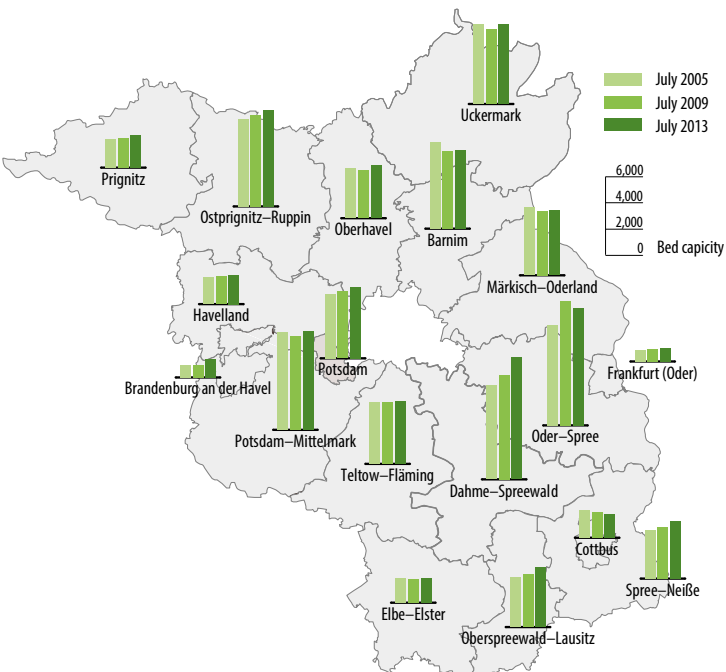 Uckermark
July 2005
July 2009
July 2013
Prignitz
Ostprignitz–Ruppin
Oberhavel
Barnim
6,000
4,000
2,000
0 Bed capicity
Märkisch–Oderland
Havelland
Potsdam
Frankfurt (Oder)
Brandenburg an der Havel
Potsdam–Mittelmark
Oder–Spree
Teltow–Fläming
Dahme–Spreewald
Cottbus
Spree–Neiße
Elbe–Elster
Oberspreewald–Lausitz